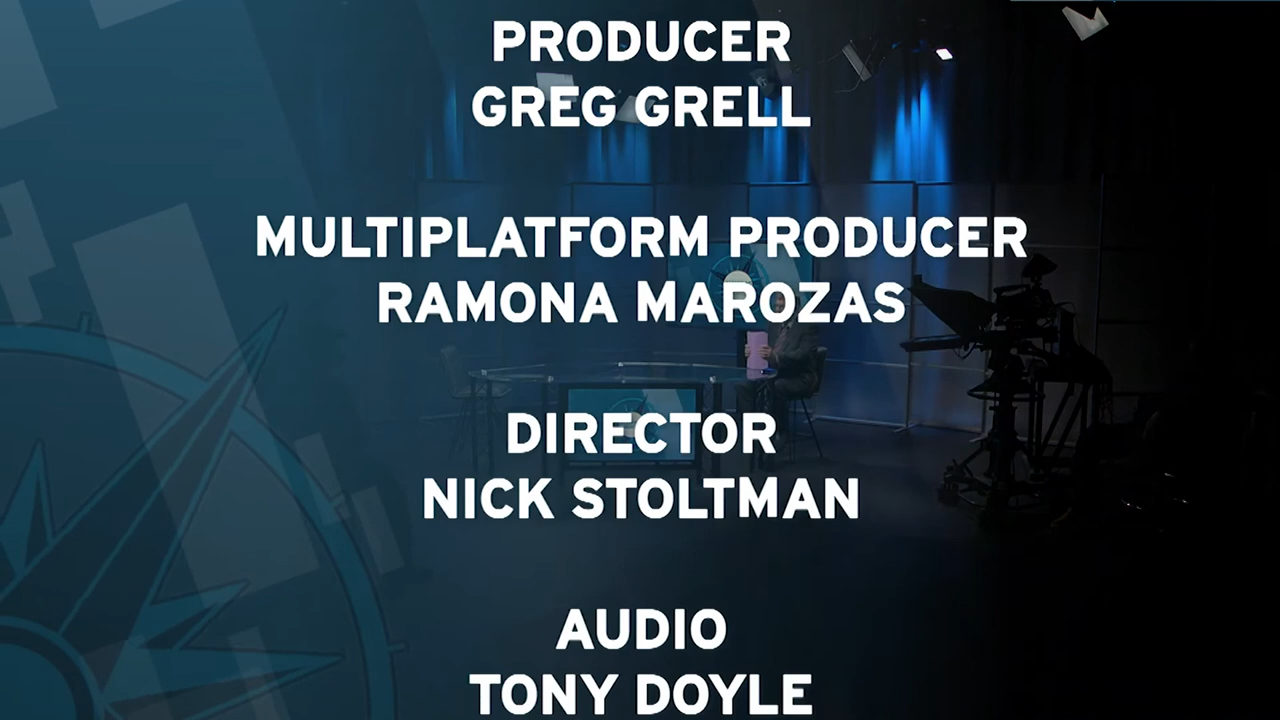 PRODUCER
GREG GRELL
MULTIPLATFORM PRODUCER
RAMONA MAROZAS
DIRECTOR
NICK STOLTMAN
AUDIO
TONY DOYLE